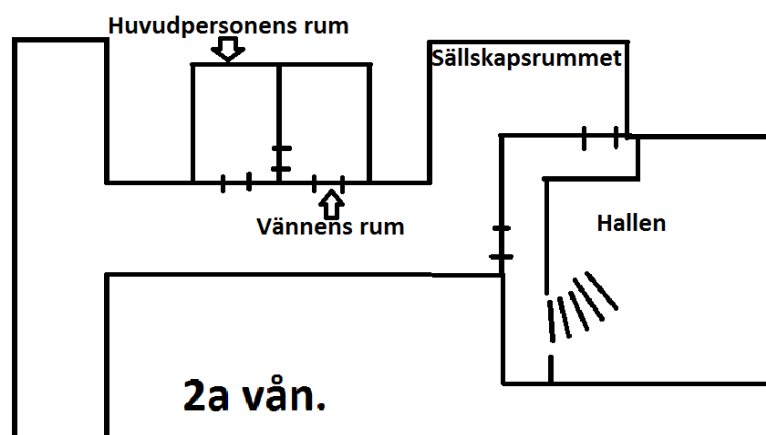 Huvudpersonens rum
Sällskapsrummet
Vännens rum
Hallen
2a vån.